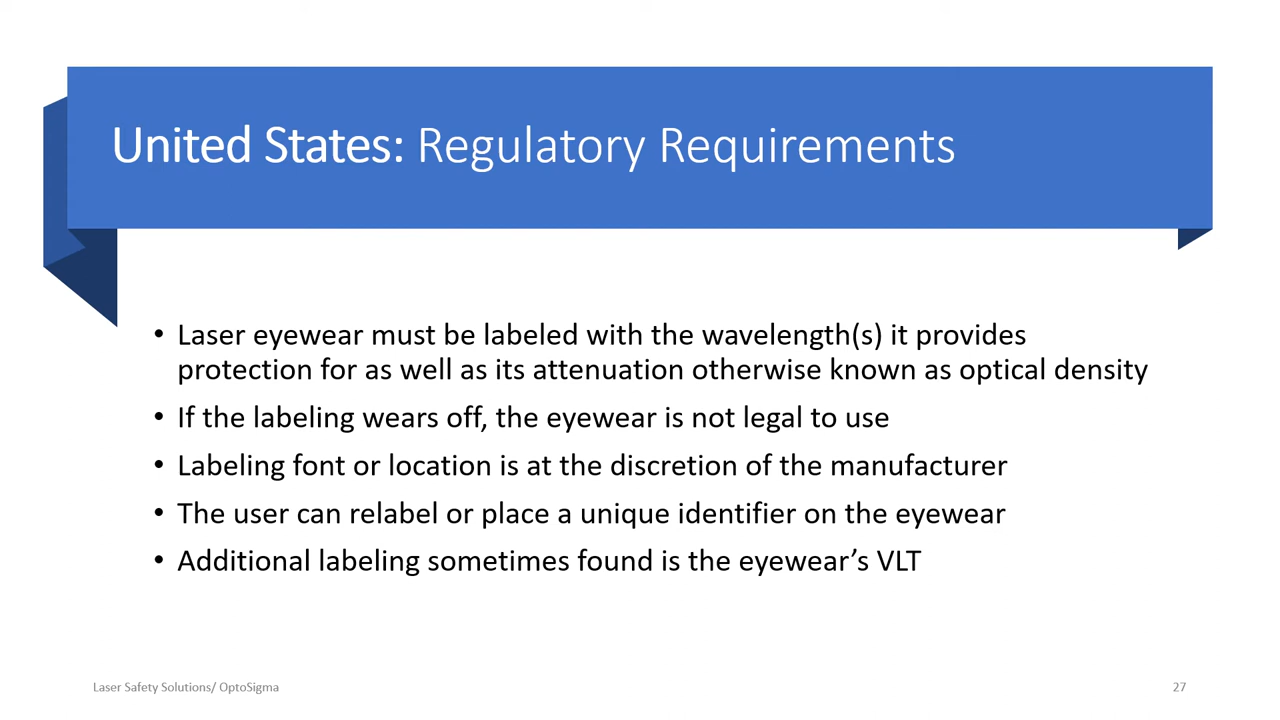 United States: Regulatory Requirements
• Laser eyewear must be labeled with the wavelength(s) it provides
protection for as well as its attenuation otherwise known as optical density
• If the labeling wears off, the eyewear is not legal to use
• Labeling font or location is at the discretion of the manufacturer
• The user can relabel or place a unique identifier on the eyewear
• Additional labeling sometimes found is the eyewear’s VLT
Laser Safety Solutions/ OptoSigma
27